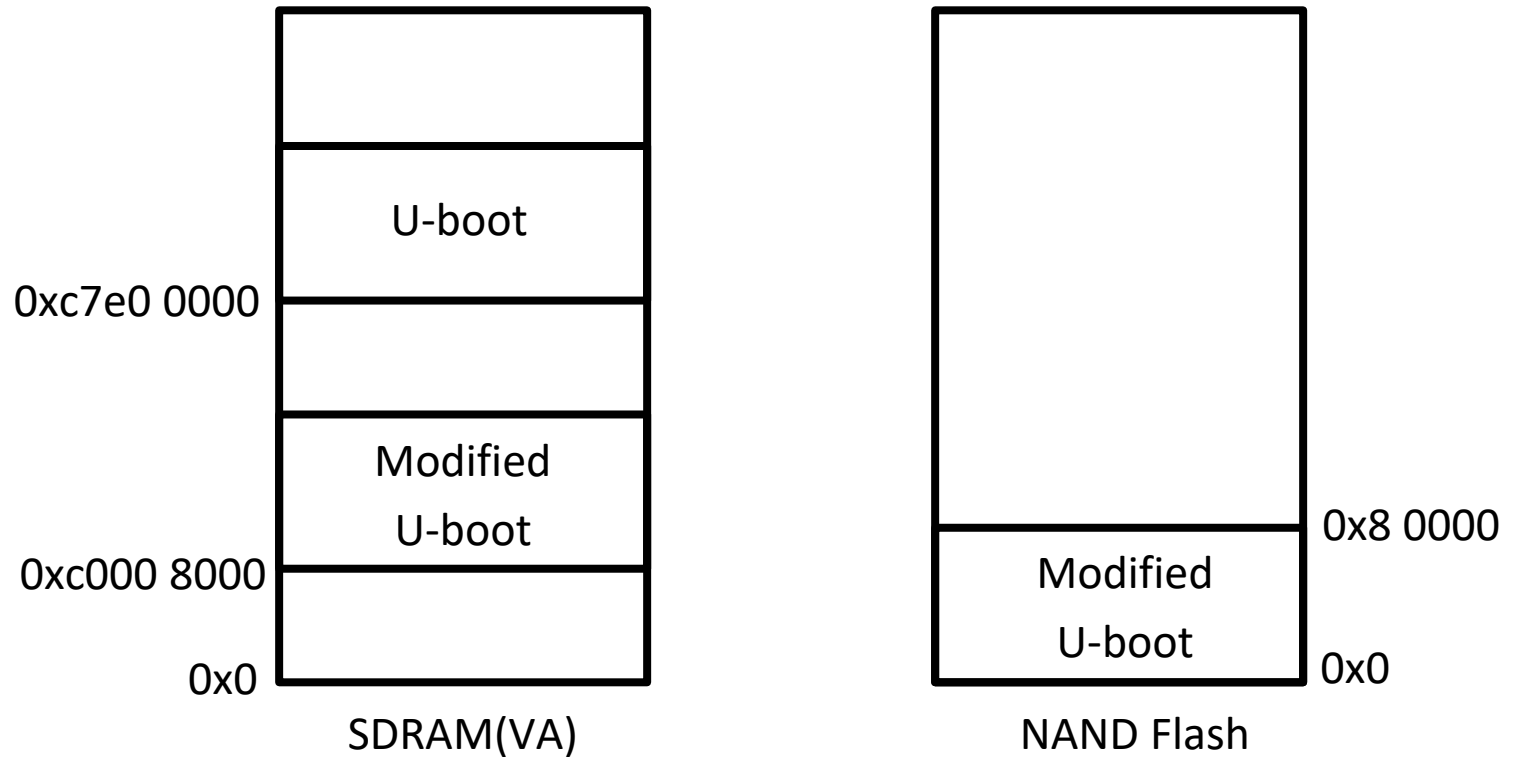 U-boot
0xc7e0 0000
Modified
U-boot
0xc000 8000
0x0
SDRAM(VA)
0x8 0000
Modified
U-boot
0x0
NAND Flash